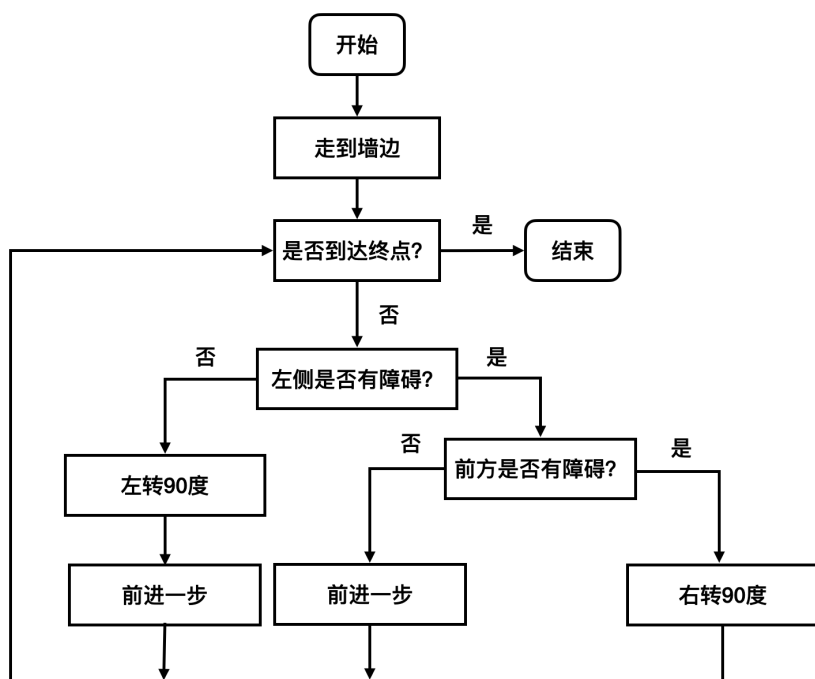 开始
走到墙边
是否到达终点?
是
结束
否
左侧是否有障碍?
否
是
前方是否有障碍?
否
是
左转90度
前进一步
前进一步
右转90度